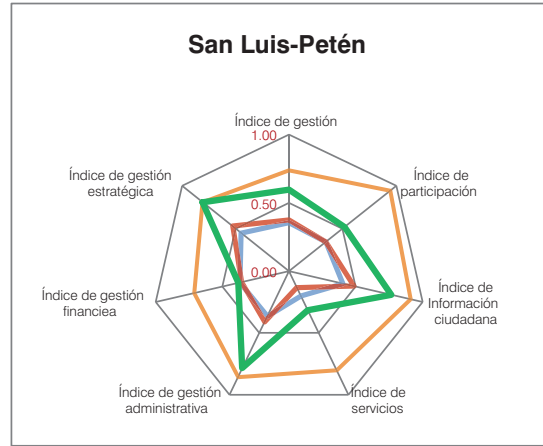 San Luis-Petén
Índice de gestión
1.00
Índice de gestión
estratégica
Índice de
participación
0.50
0.00
Índice de gestión
financiea
Índice de
Información
ciudadana
Índice de gestión
administrativa
Índice de
servicios